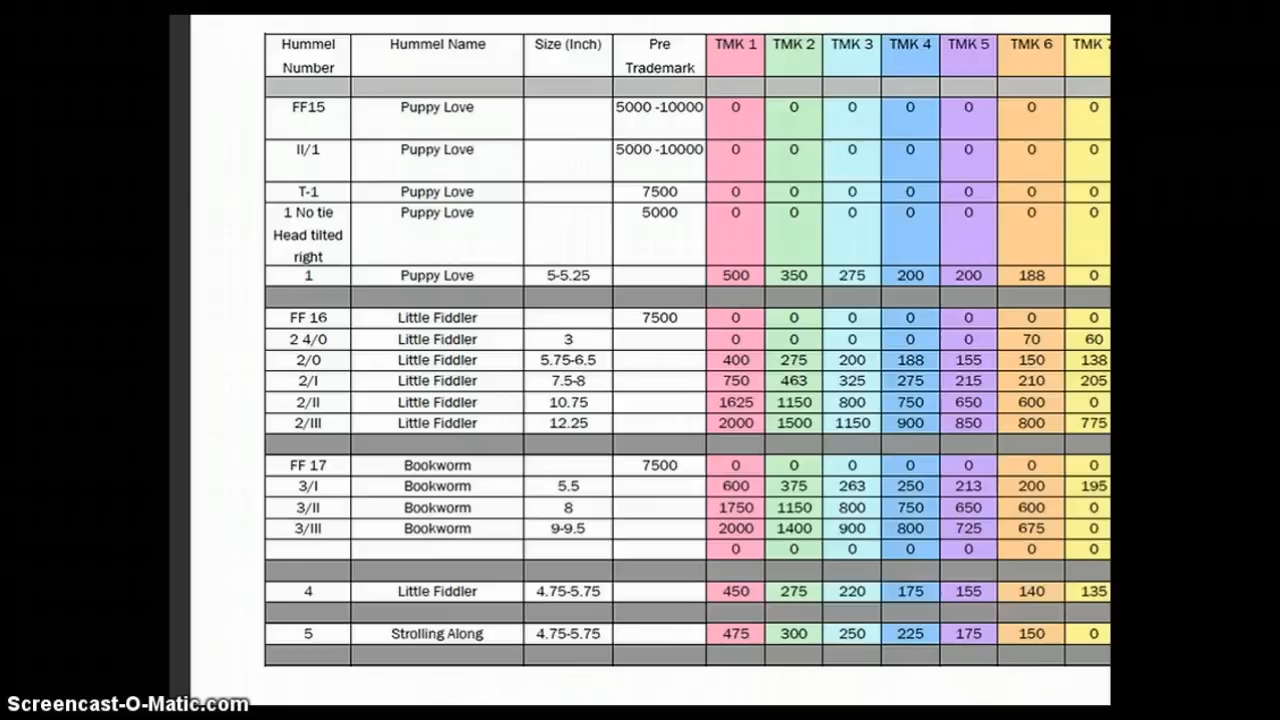 Hummel Number Hummel Name Size (Inch) Pre Trademark TMK 1 TMK 2 TMK 3 TMK 4 TMK 5 TMK 6 TMK 7
FF15 Puppy Love 5000 -10000 0 0 0 0 0 0 0
II/1 Puppy Love 5000 -10000 0 0 0 0 0 0 0
T-1 Puppy Love 7500 0 0 0 0 0 0 0
1 No tie Head tilted right Puppy Love 5000 0 0 0 0 0 0 0
1 Puppy Love 5-5.25 500 350 275 200 200 188 0
FF 16 Little Fiddler 7500 0 0 0 0 0 0 0
2 4/0 Little Fiddler 3 0 0 0 0 0 70 60
2/0 Little Fiddler 5.75-6.5 400 275 200 188 155 150 138
2/I Little Fiddler 7.5-8 750 463 325 275 215 210 205
2/II Little Fiddler 10.75 1625 1150 800 750 650 600 0
2/III Little Fiddler 12.25 2000 1500 1150 900 850 800 775
FF 17 Bookworm 7500 0 0 0 0 0 0 0
3/I Bookworm 5.5 600 375 263 250 213 200 195
3/II Bookworm 8 1750 1150 800 750 650 600 0
3/III Bookworm 9-9.5 2000 1400 900 800 725 675 0
0 0 0 0 0 0 0
4 Little Fiddler 4.75-5.75 450 275 220 175 155 140 135
5 Strolling Along 4.75-5.75 475 300 250 225 175 150 0
Screencast-O-Matic.com